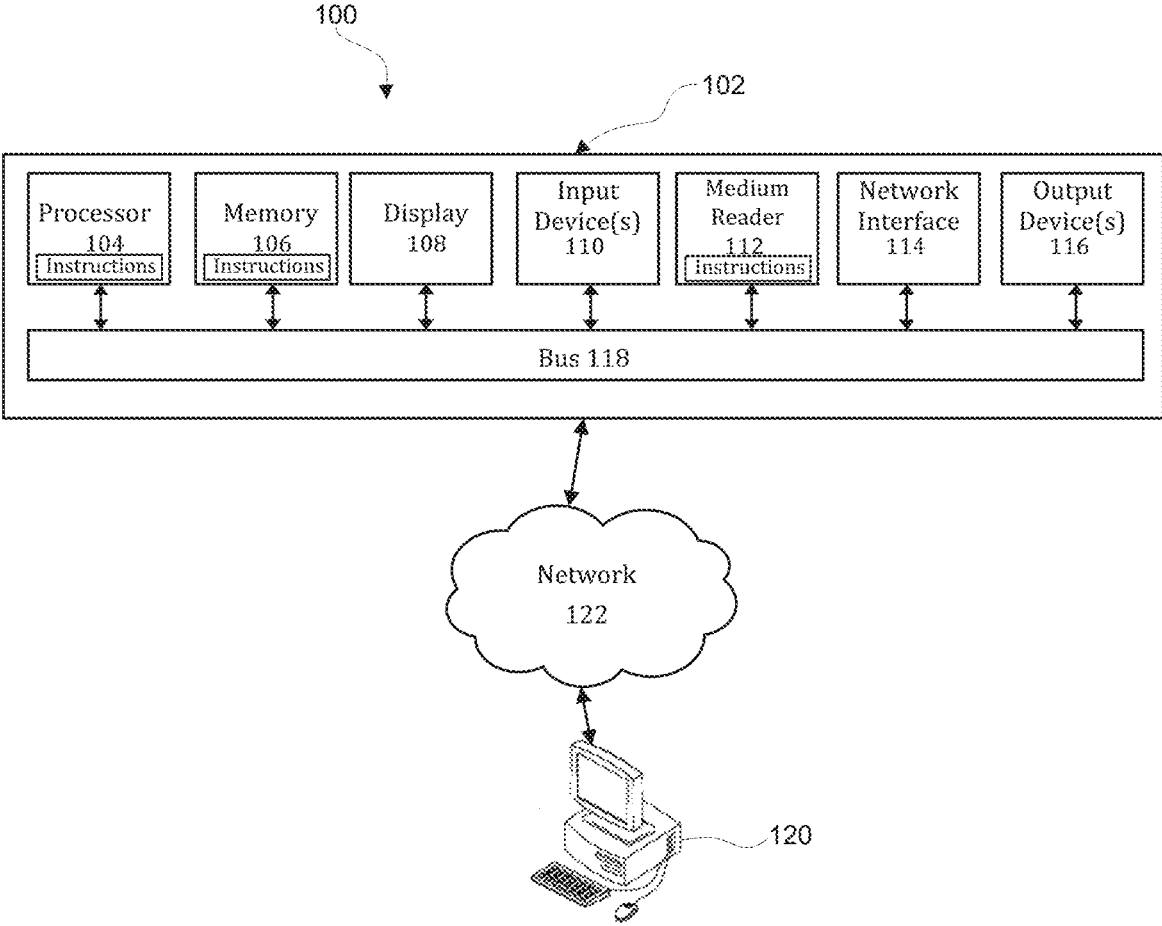 100
102
Processor
104
Instructions
Memory
106
Instructions
Display
108
Input
Device(s)
110
Medium
Reader
112
Instructions
Network
Interface
114
Output
Device(s)
116
Bus 118
Network
122
120